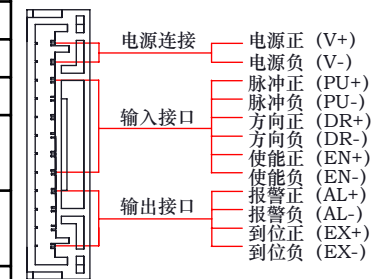 电源连接
电源正 (V+)
电源负 (V-)
输入接口
脉冲正 (PU+)
脉冲负 (PU-)
方向正 (DR+)
方向负 (DR-)
使能正 (EN+)
使能负 (EN-)
输出接口
报警正 (AL+)
报警负 (AL-)
到位正 (EX+)
到位负 (EX-)